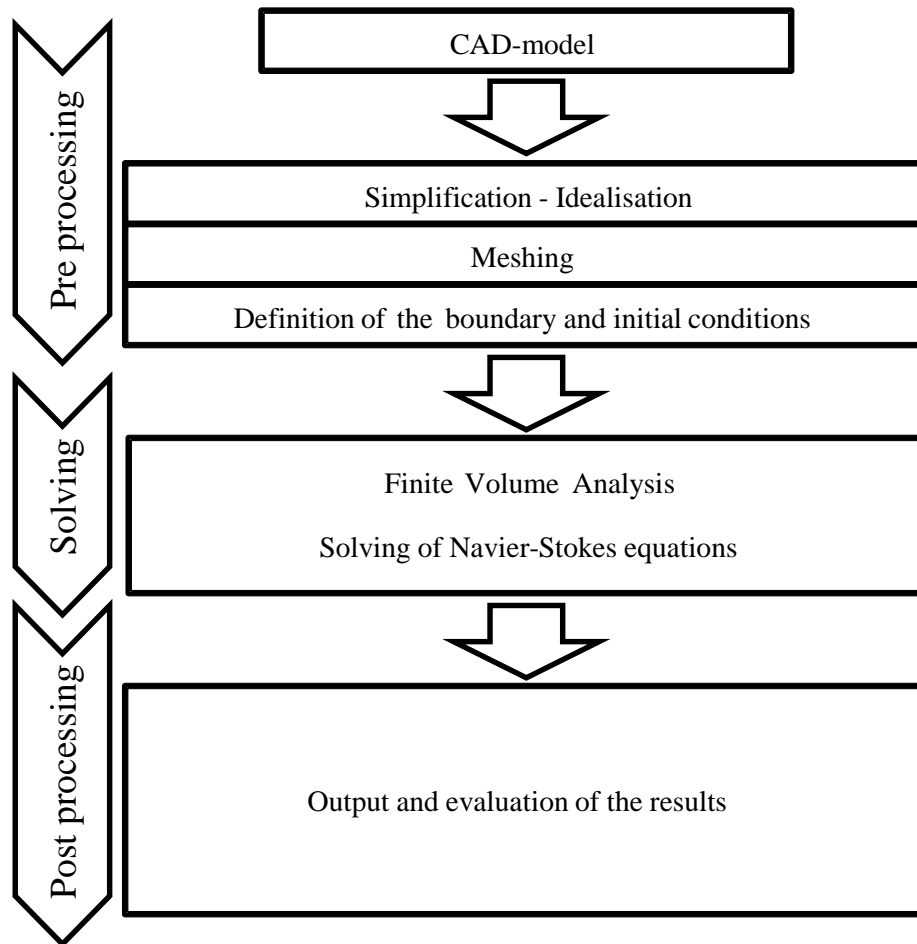 Pre processing
CAD-model
Simplification - Idealisation
Meshing
Definition of the boundary and initial conditions
Solving
Finite Volume Analysis
Solving of Navier-Stokes equations
Post processing
Output and evaluation of the results